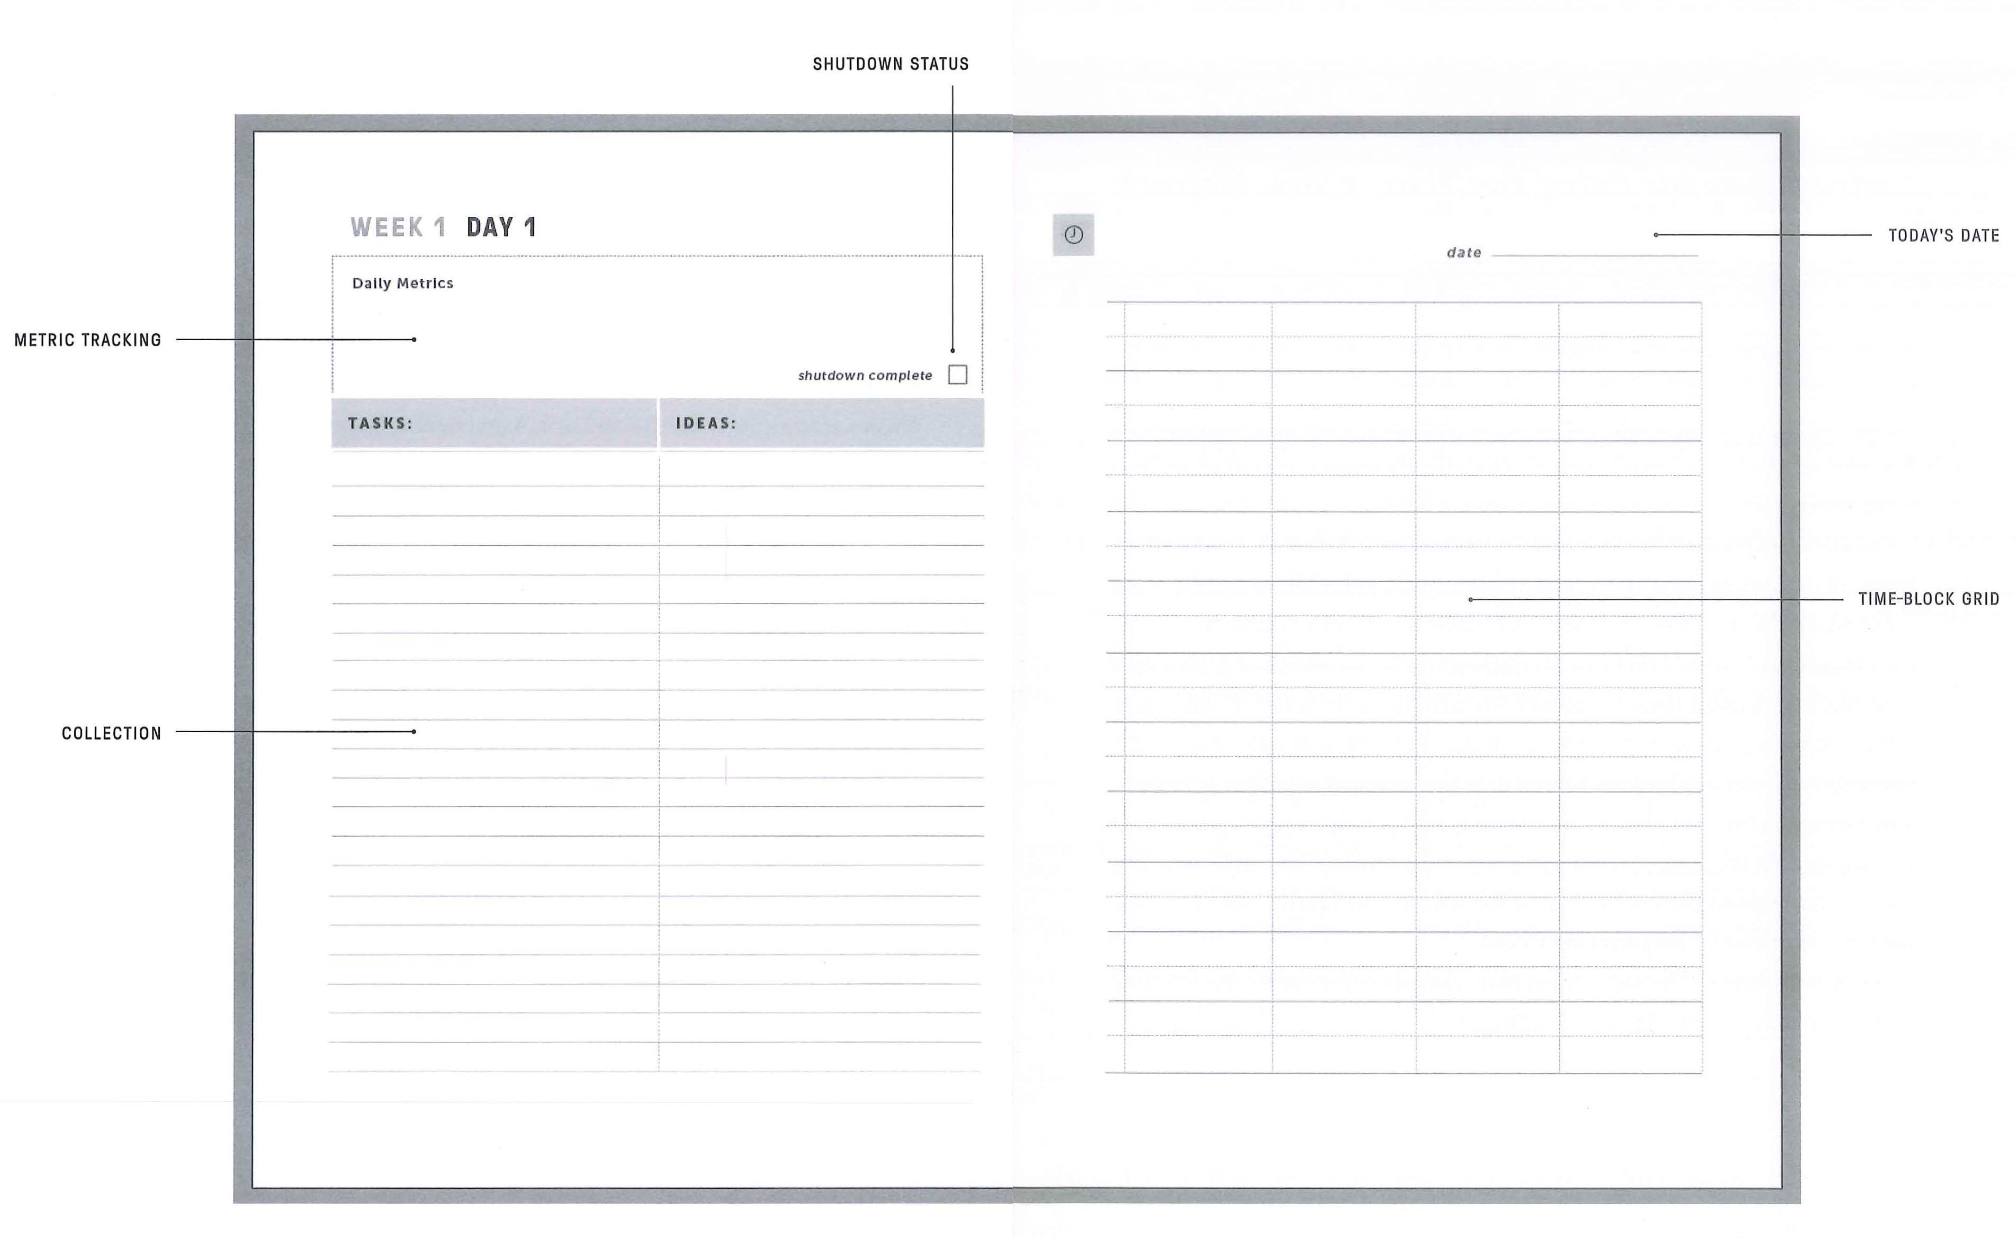 SHUTDOWN STATUS
WEEK 1 DAY 1
Daily Metrics
METRIC TRACKING
shutdown complete
TASKS:
IDEAS:
COLLECTION
date
TODAY'S DATE
TIME-BLOCK GRID